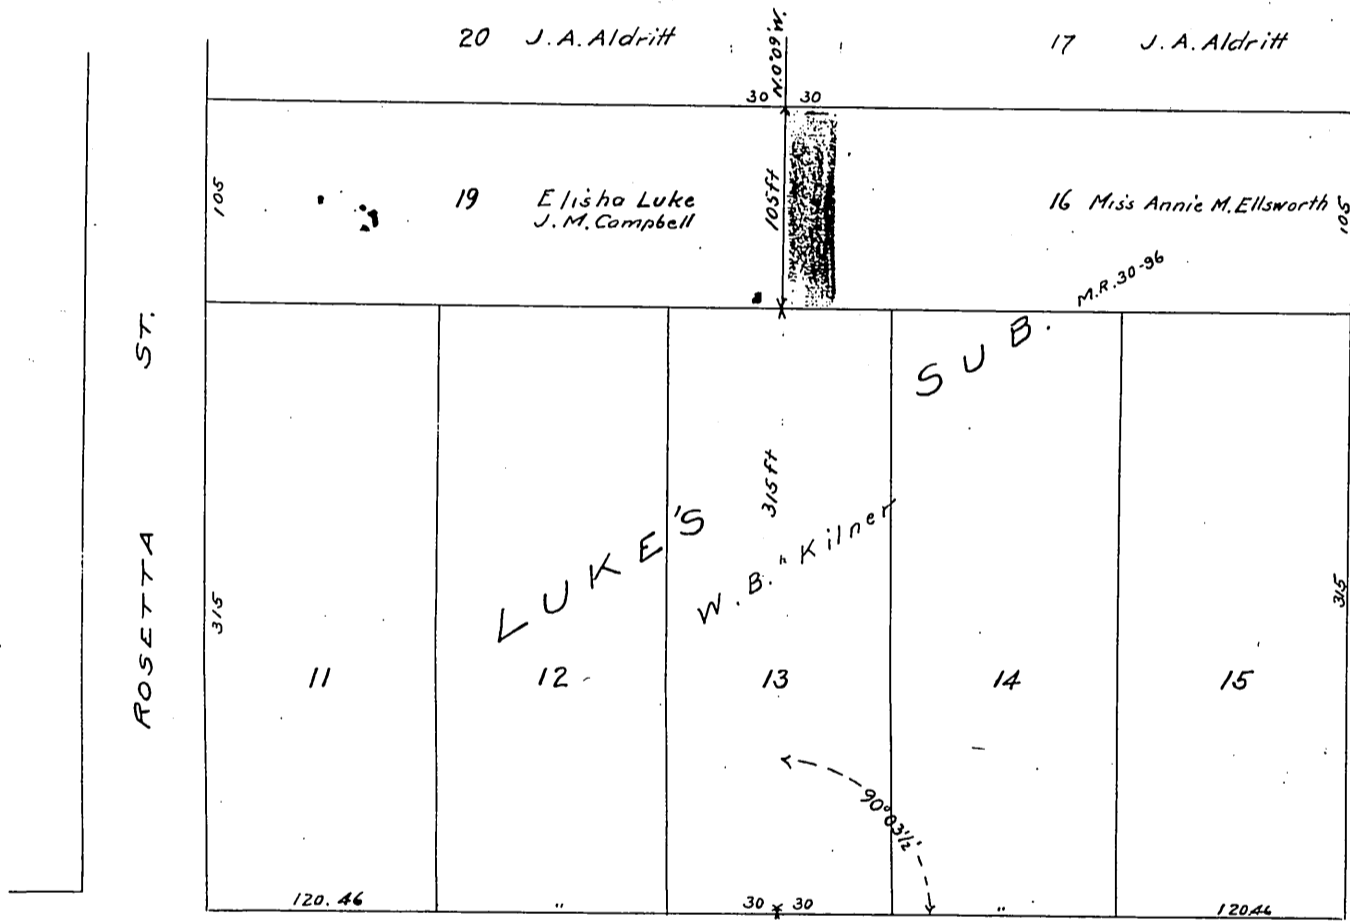 20 J.A. Aldritt
N.0°09'W.
17 J.A. Aldritt
30 30
105
19 Elisha Luke
J.M. Campbell
105ft
16 Miss Annie M. Ellsworth
105
M.R. 30-96
ROSETTA ST.
LUKE'S SUB.
315ft
W.B. " Kilner
315
315
11
12
13
14
15
90°03½'
120.46
"
30 30
"
120.46